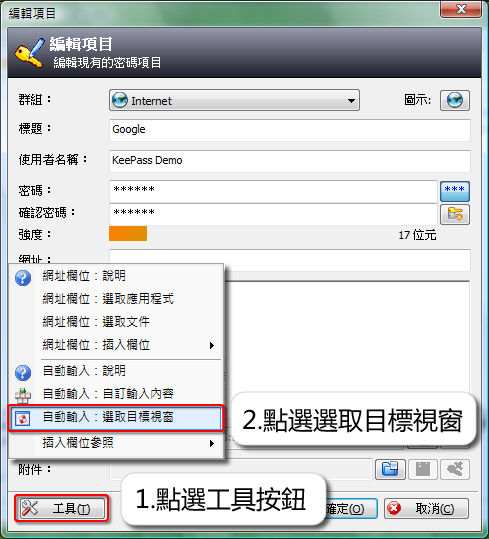 編輯項目
編輯項目
編輯現有的密碼項目
群組：
Internet
圖示:
標題：
Google
使用者名稱：
KeePass Demo
密碼：
******
***
確認密碼：
******
強度：
17 位元
網址:
網址欄位：說明
網址欄位：選取應用程式
網址欄位：選取文件
網址欄位：插入欄位
自動輸入：說明
自動輸入：自訂輸入內容
自動輸入：選取目標視窗
2.點選選取目標視窗
插入欄位參照
附件：
工具(T)
1.點選工具按鈕
確定(O)
取消(C)